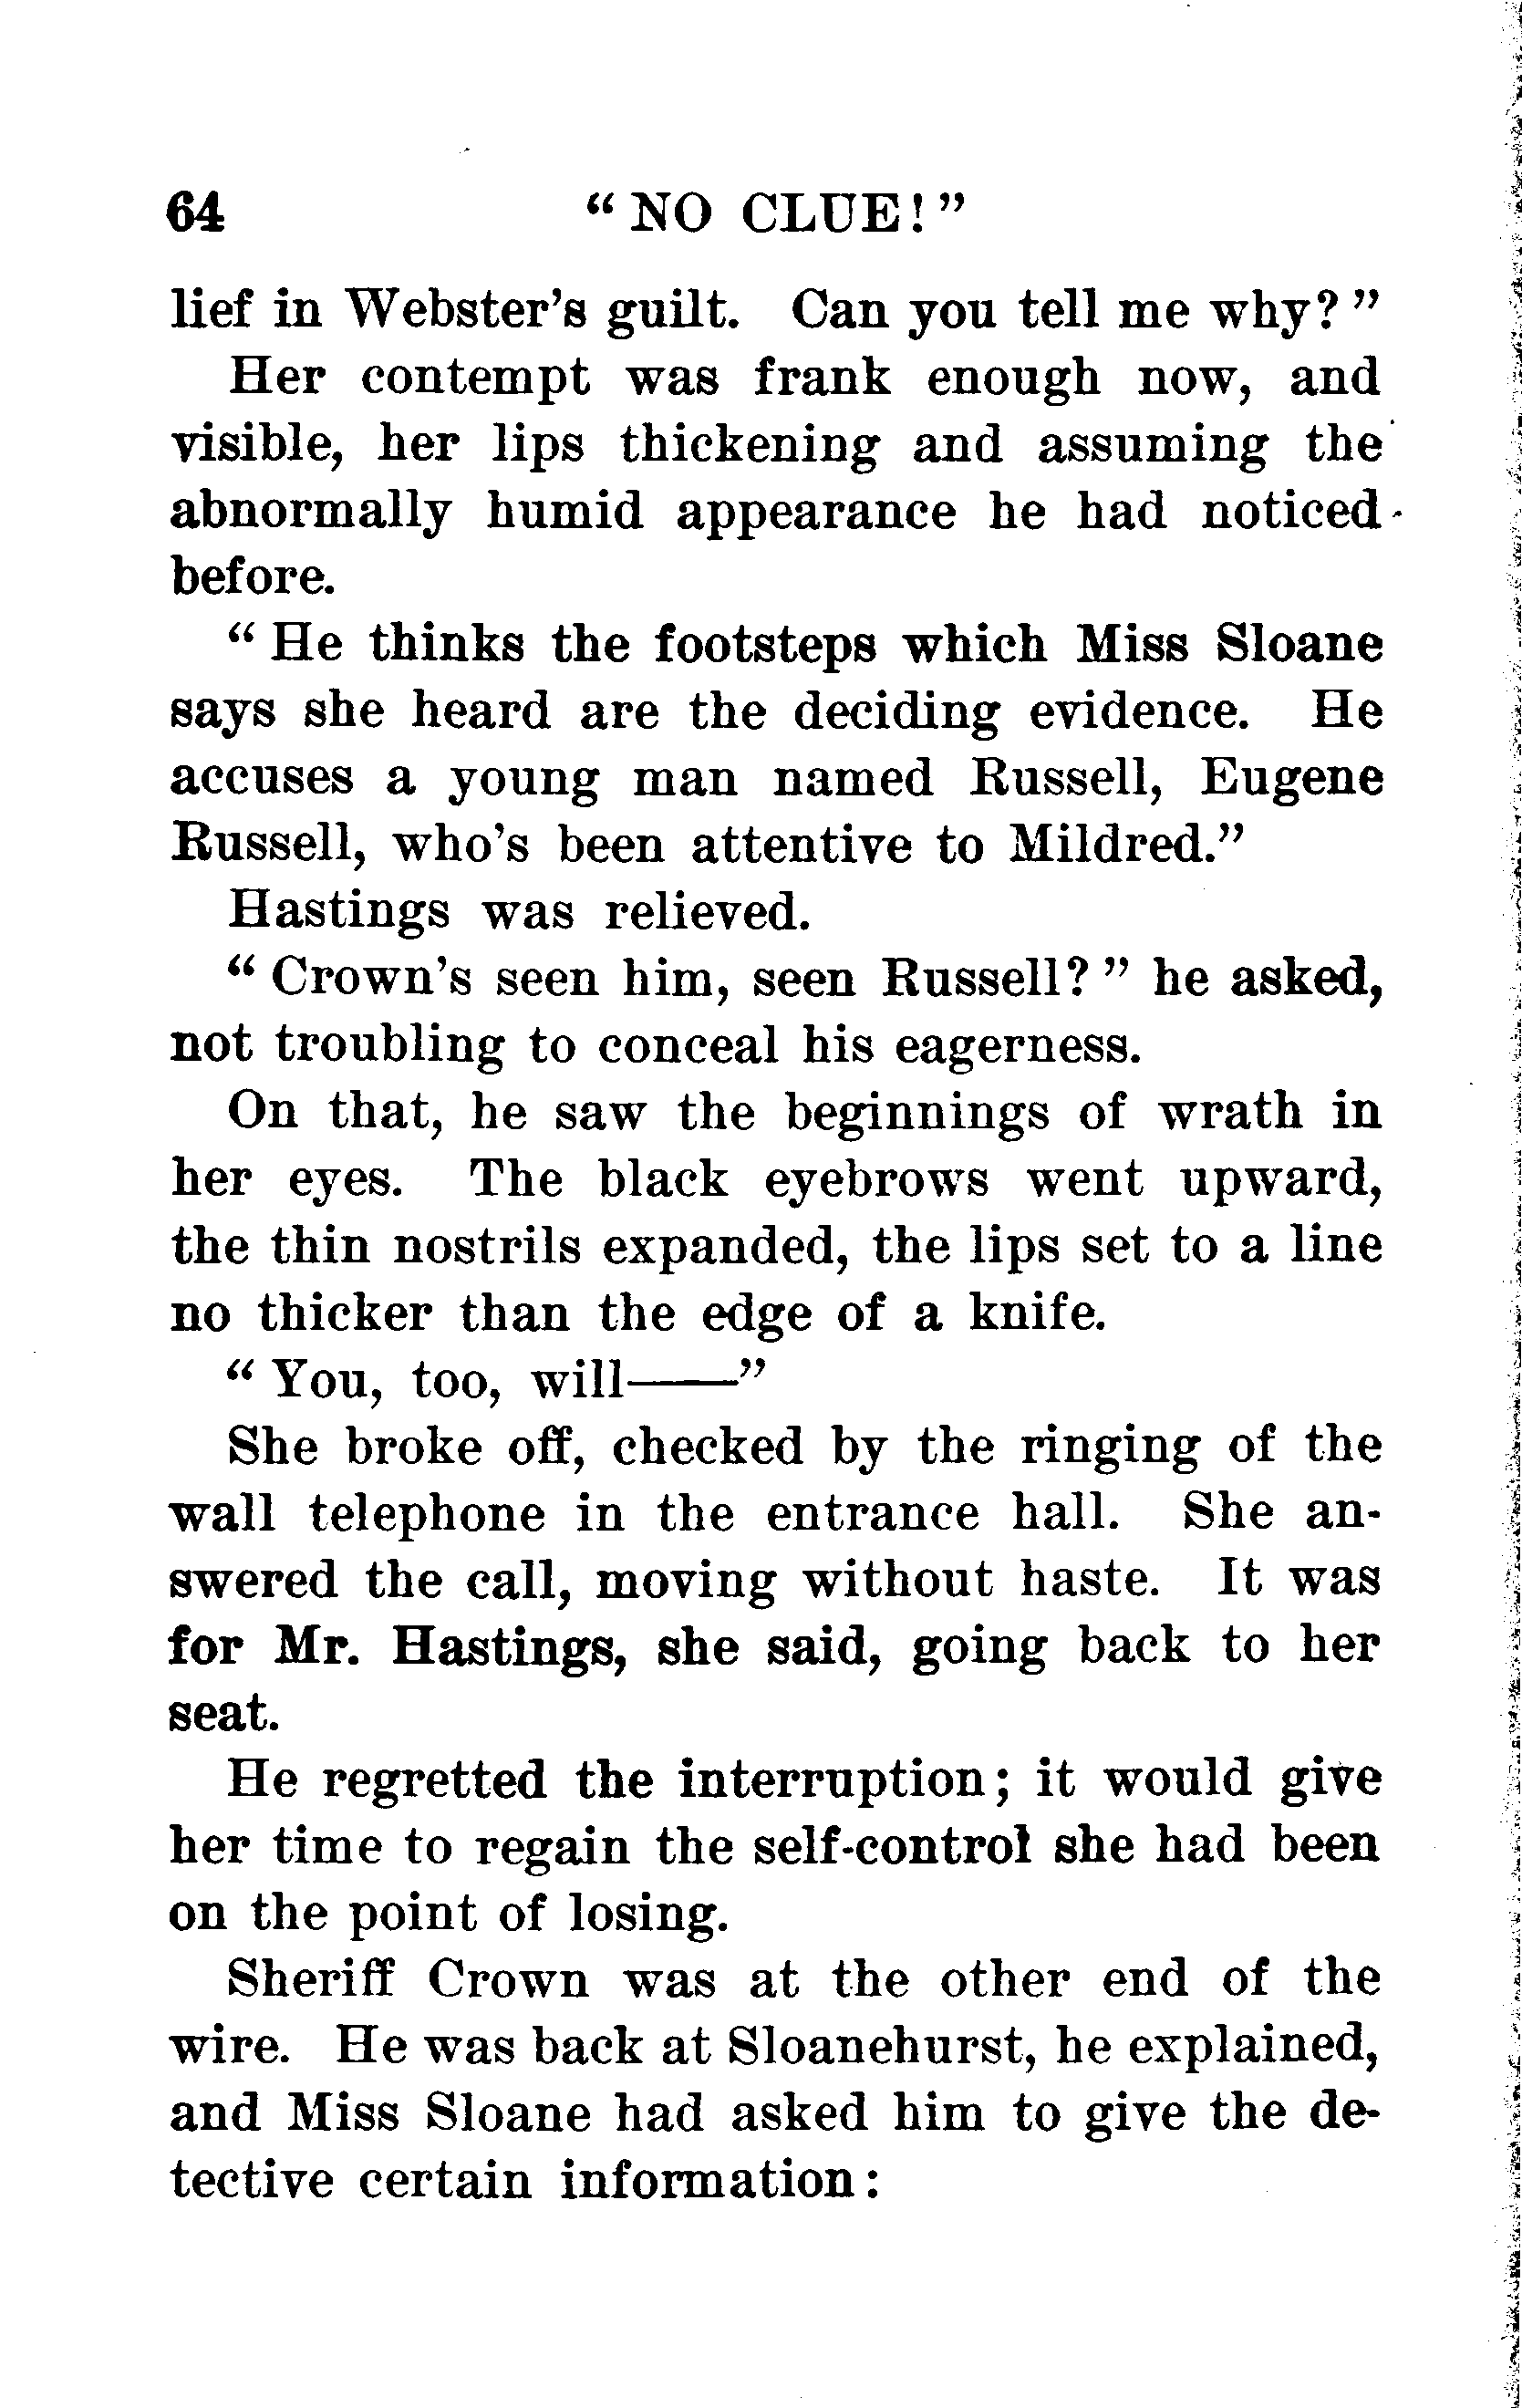 64 “ NO CLUE! ”
lief in Webster’s guilt. Can you tell me why? ”
Her contempt was frank enough now, and
visible, her lips thickening and assuming the
abnormally humid appearance he had noticed
before.
“ He thinks the footsteps which Miss Sloane
says she heard are the deciding evidence. He
accuses a young man named Russell, Eugene
Russell, who’s been attentive to Mildred.”
Hastings was relieved.
“ Crown’s seen him, seen Russell? ” he asked,
not troubling to conceal his eagerness.
On that, he saw the beginnings of wrath in
her eyes. The black eyebrows went upward,
the thin nostrils expanded, the lips set to a line
no thicker than the edge of a knife.
“ You, too, will——”
She broke off, checked by the ringing of the
wall telephone in the entrance hall. She an-
swered the call, moving without haste. It was
for Mr. Hastings, she said, going back to her
seat.
He regretted the interruption; it would give
her time to regain the self-control she had been
on the point of losing.
Sheriff Crown was at the other end of the
wire. He was back at Sloanehurst, he explained,
and Miss Sloane had asked him to give the de-
tective certain information: